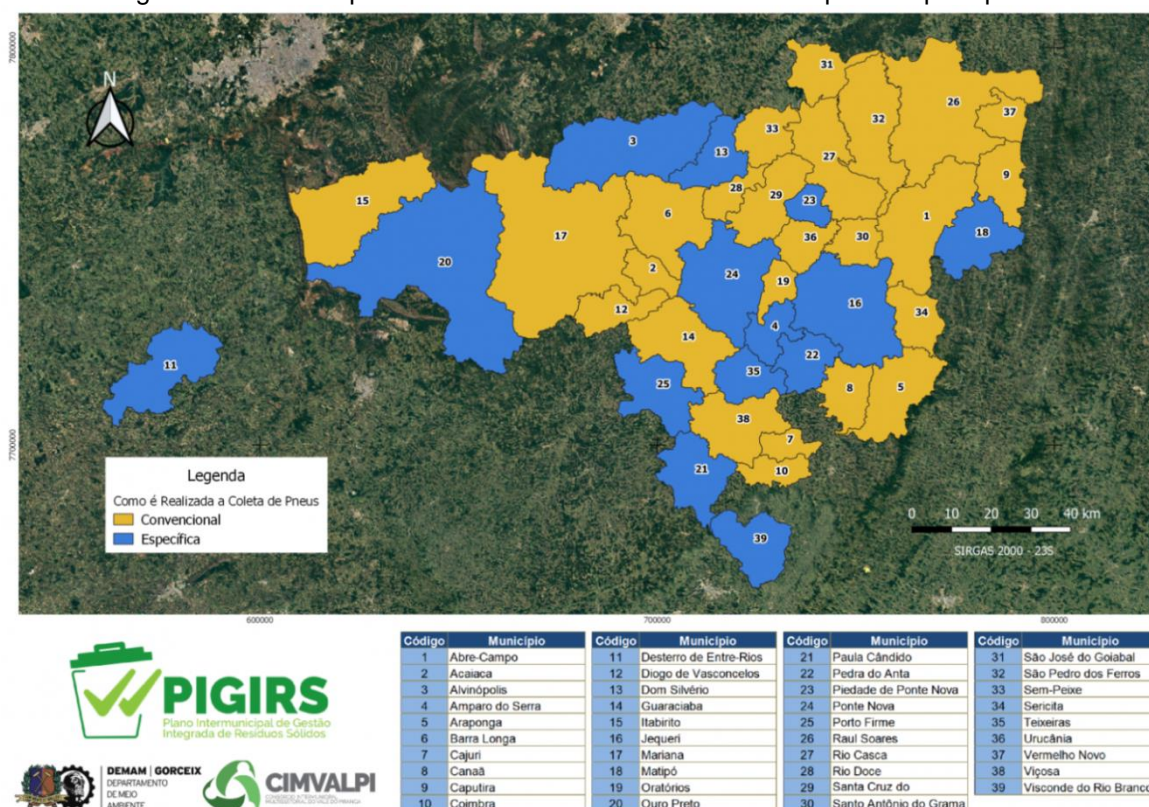 7800000
N
31
26
32
37
3
13
33
27
9
15
28
29
23
6
1
17
36
30
18
20
2
24
19
16
12
4
34
14
22
11
35
25
8
5
38
7
7700000
21
10
39
Legenda
Como é Realizada a Coleta de Pneus
Convencional
Específica
0 10 20 30 40 km
SIRGAS 2000 - 23S
600000 700000 800000
PIGIRS
Plano Intermunicipal de Gestão
Integrada de Resíduos Sólidos
DEMAM | GORCEIX
DEPARTAMENTO
DE MEIO
AMBIENTE
CIMVALPI
Código Município Código Município Código Município Código Município
1 Abre-Campo 11 Desterro de Entre-Rios 21 Paula Cândido 31 São José do Goiabal
2 Acaiaca 12 Diogo de Vasconcelos 22 Pedra do Anta 32 São Pedro dos Ferros
3 Alvinópolis 13 Dom Silvério 23 Piedade de Ponte Nova 33 Sem-Peixe
4 Amparo do Serra 14 Guaraciaba 24 Ponte Nova 34 Sericita
5 Araponga 15 Itabirito 25 Porto Firme 35 Teixeiras
6 Barra Longa 16 Jequeri 26 Raul Soares 36 Urucânia
7 Cajuri 17 Mariana 27 Rio Casca 37 Vermelho Novo
8 Canaã 18 Matipó 28 Rio Doce 38 Viçosa
9 Caputira 19 Oratórios 29 Santa Cruz do 39 Visconde do Rio Branco
10 Coimbra 20 Ouro Preto 30 Santo Antônio do Grama